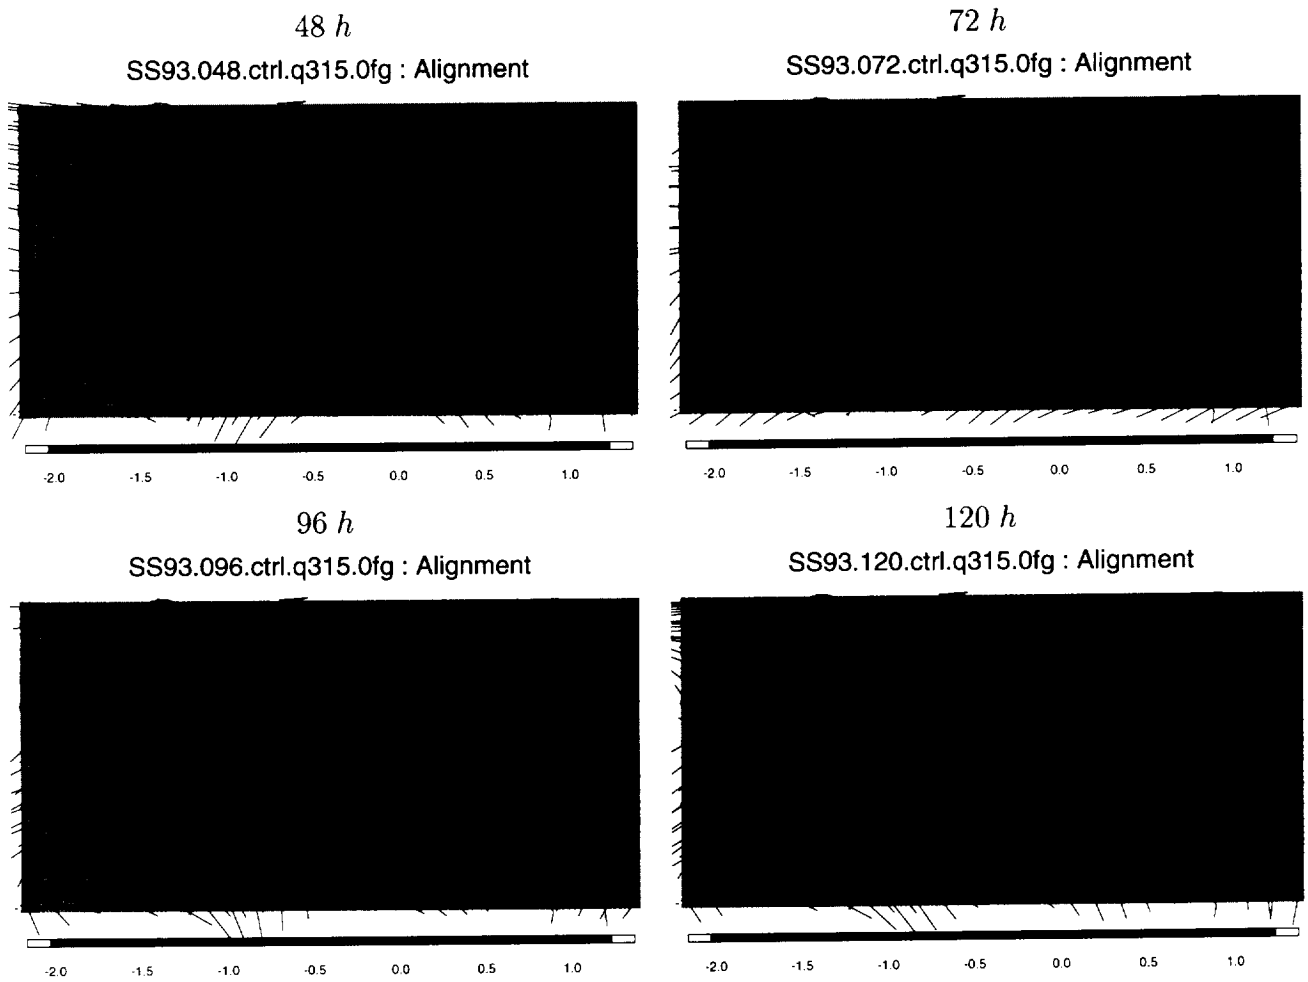 48 h
SS93.048.ctrl.q315.0fg : Alignment
-2.0 -1.5 -1.0 -0.5 0.0 0.5 1.0
72 h
SS93.072.ctrl.q315.0fg : Alignment
-2.0 -1.5 -1.0 -0.5 0.0 0.5 1.0
96 h
SS93.096.ctrl.q315.0fg : Alignment
-2.0 -1.5 -1.0 -0.5 0.0 0.5 1.0
120 h
SS93.120.ctrl.q315.0fg : Alignment
-2.0 -1.5 -1.0 -0.5 0.0 0.5 1.0